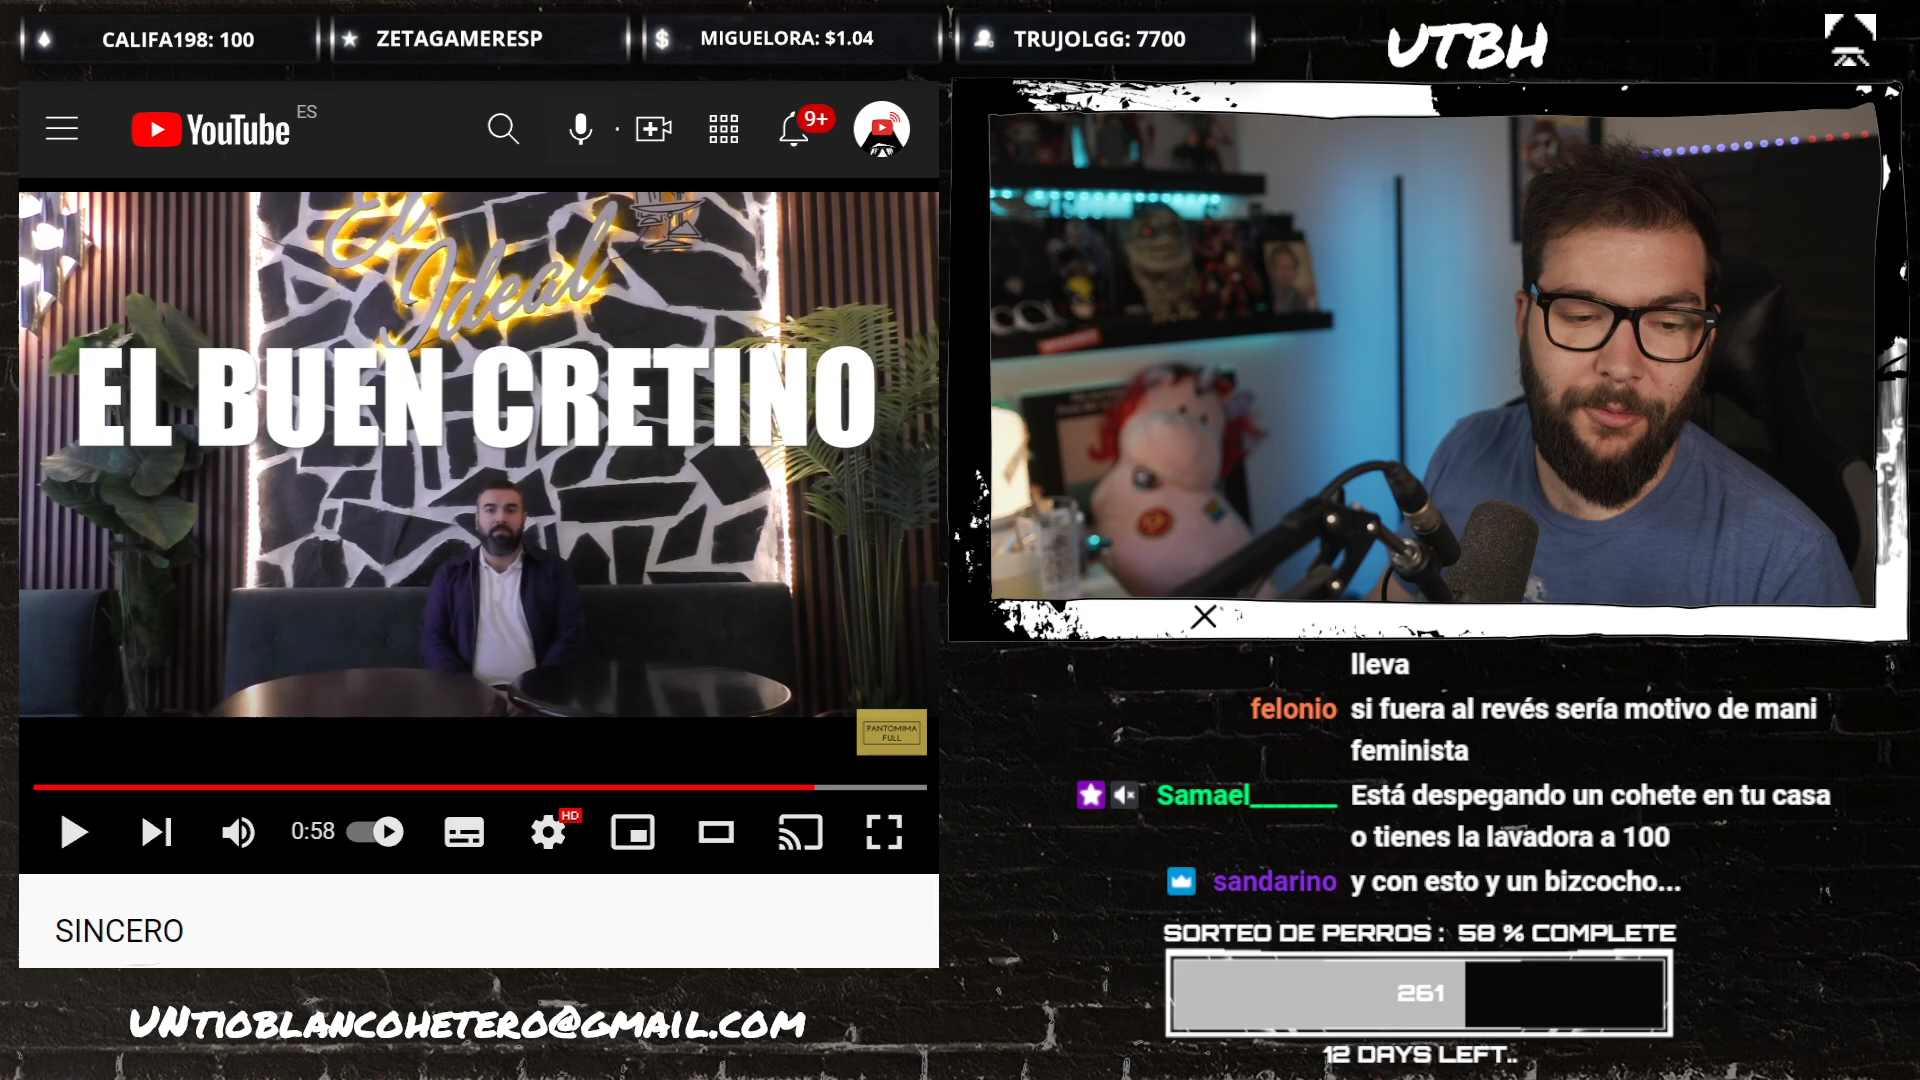 CALIFA198: 100
ZETAGAMERESP
MIGUELORA: $1.04
TRUJOLGG: 7700
UTBH
YouTube
ES
9+
El
Ideal
EL BUEN CRETINO
PANTOMIMA
FULL
0:58
HD
SINCERO
UNTIOBLANCOHETERO@GMAIL.COM
lleva
felonio si fuera al revés sería motivo de mani
feminista
Samael_______ Está despegando un cohete en tu casa
o tienes la lavadora a 100
sandarino y con esto y un bizcocho...
SORTEO DE PERROS : 58 % COMPLETE
261
12 DAYS LEFT..